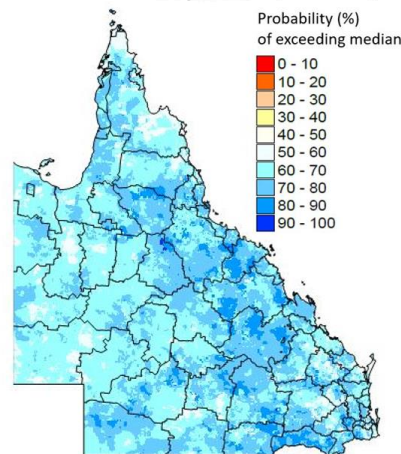 Probability (%)
of exceeding median
0 - 10
10 - 20
20 - 30
30 - 40
40 - 50
50 - 60
60 - 70
70 - 80
80 - 90
90 - 100